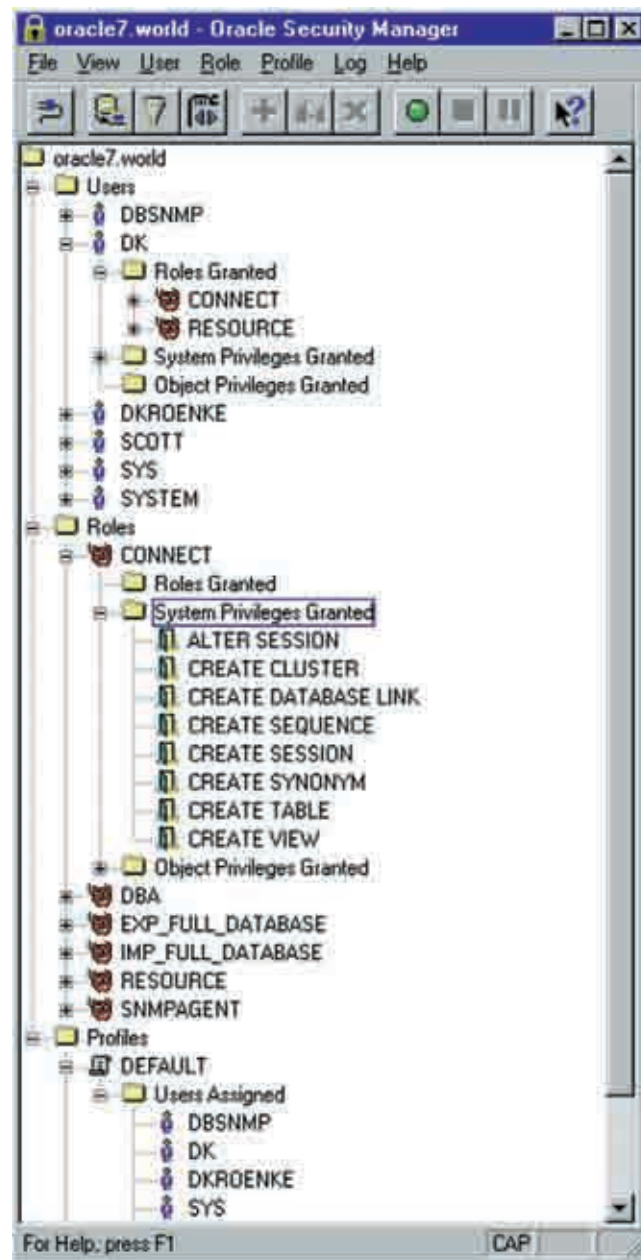 oracle7.world - Oracle Security Manager
File View User Role Profile Log Help
oracle7.world
Users
DBSNMP
DK
Roles Granted
CONNECT
RESOURCE
System Privileges Granted
Object Privileges Granted
DKROENKE
SCOTT
SYS
SYSTEM
Roles
CONNECT
Roles Granted
System Privileges Granted
ALTER SESSION
CREATE CLUSTER
CREATE DATABASE LINK
CREATE SEQUENCE
CREATE SESSION
CREATE SYNONYM
CREATE TABLE
CREATE VIEW
Object Privileges Granted
DBA
EXP_FULL_DATABASE
IMP_FULL_DATABASE
RESOURCE
SNMPAGENT
Profiles
DEFAULT
Users Assigned
DBSNMP
DK
DKROENKE
SYS
For Help, press F1 CAP